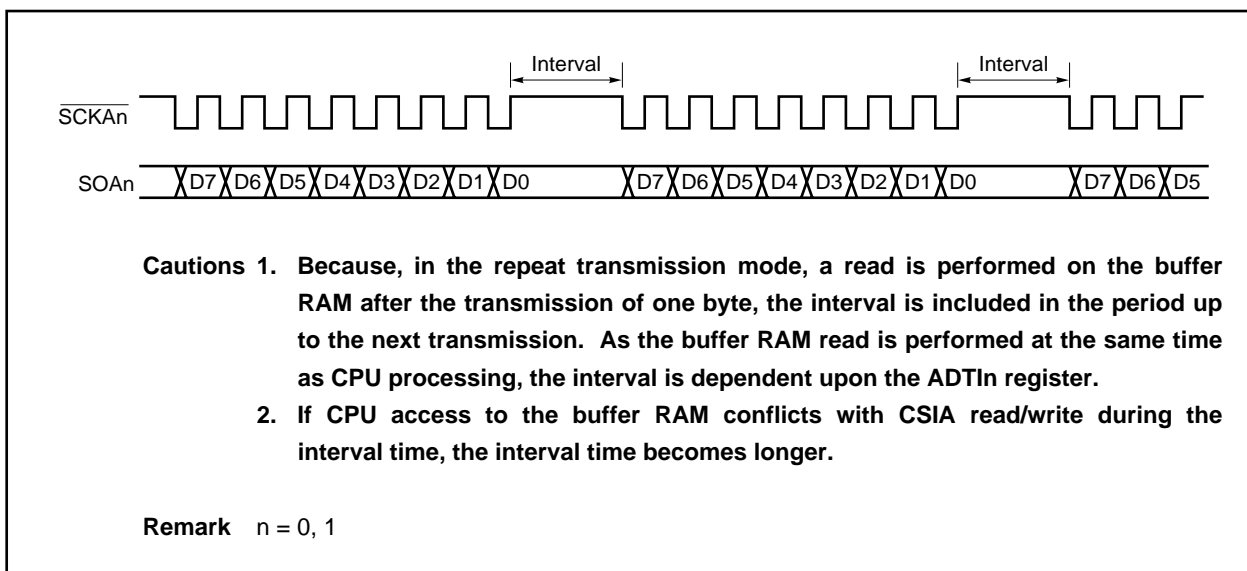 Interval Interval
SCKAn
SOAn D7 D6 D5 D4 D3 D2 D1 D0 D7 D6 D5 D4 D3 D2 D1 D0 D7 D6 D5
Cautions 1. Because, in the repeat transmission mode, a read is performed on the buffer
RAM after the transmission of one byte, the interval is included in the period up
to the next transmission. As the buffer RAM read is performed at the same time
as CPU processing, the interval is dependent upon the ADTIn register.
2. If CPU access to the buffer RAM conflicts with CSIA read/write during the
interval time, the interval time becomes longer.
Remark n = 0, 1